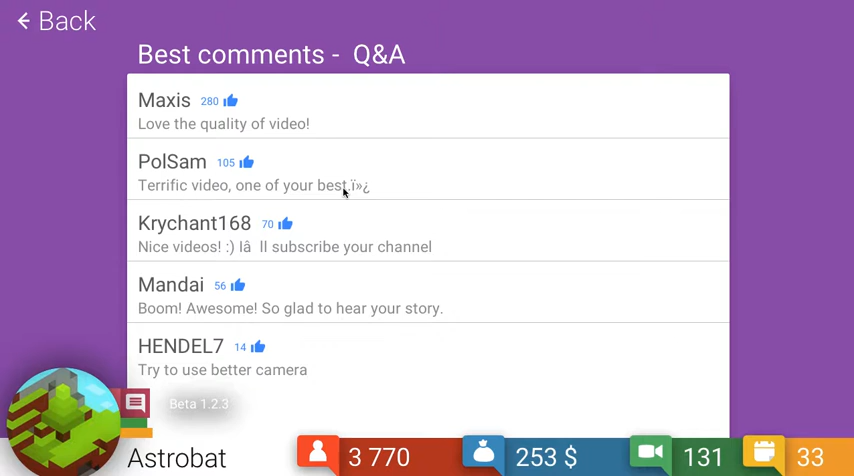 Back
Best comments - Q&A
Maxis 280
Love the quality of video!
PolSam 105
Terrific video, one of your best.ï»¿
Krychant168 70
Nice videos! :) Iâ ll subscribe your channel
Mandai 56
Boom! Awesome! So glad to hear your story.
HENDEL7 14
Try to use better camera
Beta 1.2.3
Astrobat 3 770 253 $ 131 33